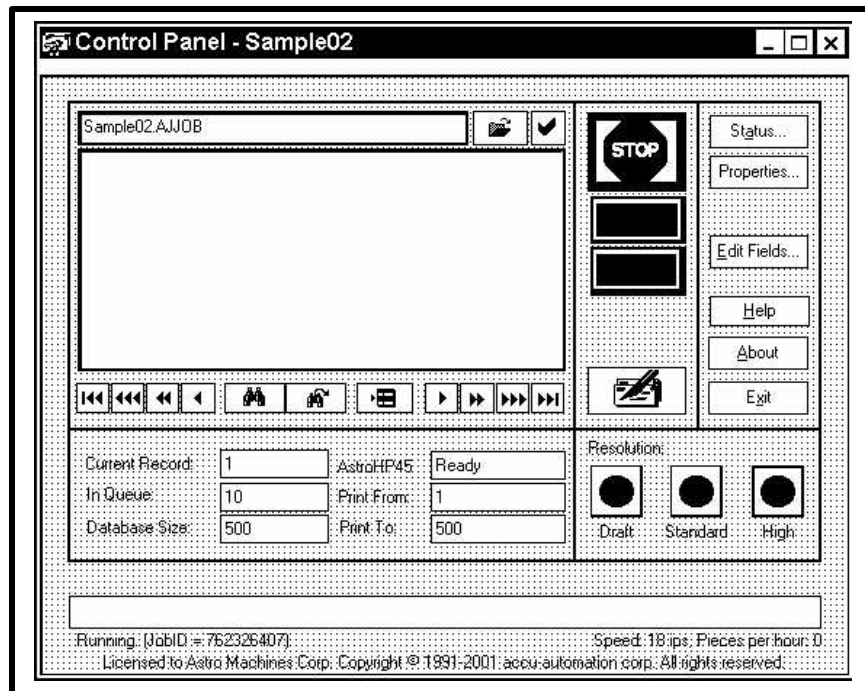 Control Panel - Sample02
Sample02.AJJOB
STOP
Status...
Properties...
Edit Fields...
Help
About
Exit
Current Record: 1 AstroHP45: Ready
In Queue: 10 Print From: 1
Database Size: 500 Print To: 500
Resolution:
Draft Standard High
Running. (JobID = 762326407) Speed: 18 ips, Pieces per hour: 0
Licensed to Astro Machines Corp. Copyright © 1991-2001 accu-automation corp. All rights reserved.